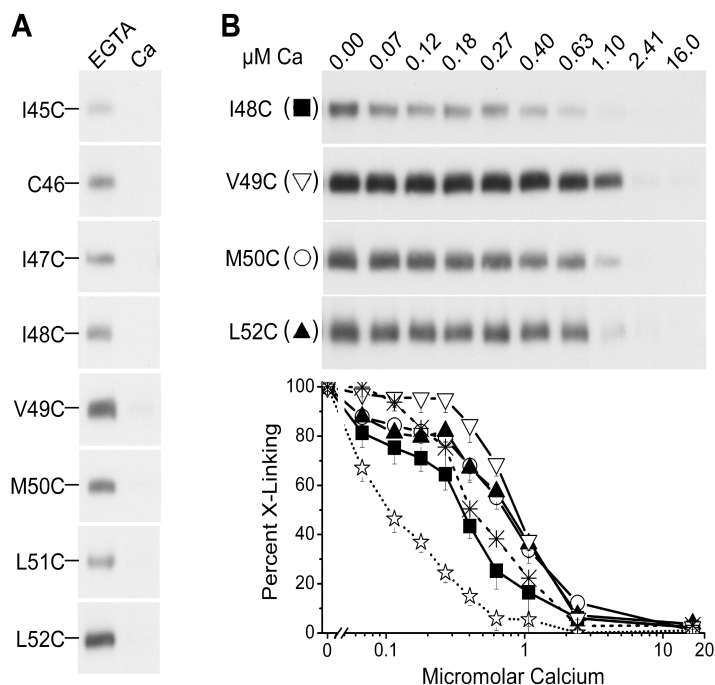 A
EGTA
Ca
I45C
C46
I47C
I48C
V49C
M50C
L51C
L52C
B
µM Ca 0.00 0.07 0.12 0.18 0.27 0.40 0.63 1.10 2.41 16.0
I48C (■)
V49C (▽)
M50C (○)
L52C (▲)
Percent X-Linking
100
80
60
40
20
0
0 0.1 1 10 20
Micromolar Calcium